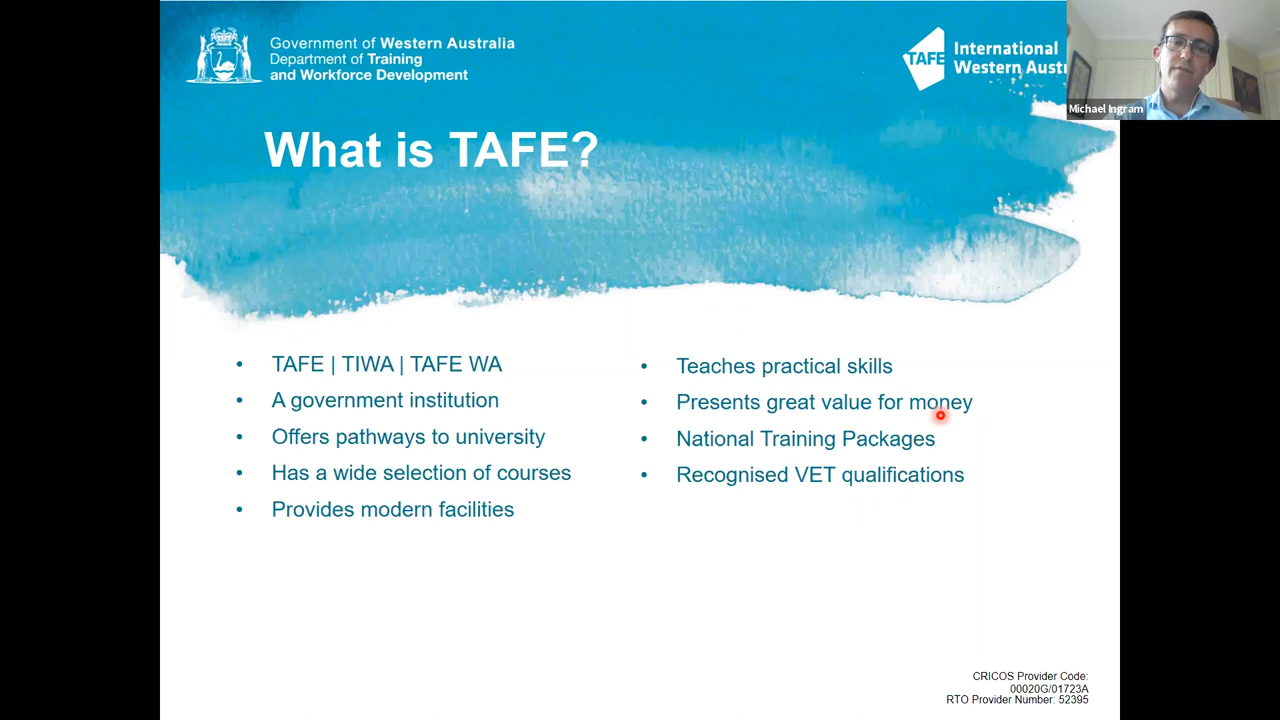 Government of Western Australia
Department of Training
and Workforce Development
TAFE
International
Western Aust
Michael Ingram
What is TAFE?
• TAFE | TIWA | TAFE WA
• A government institution
• Offers pathways to university
• Has a wide selection of courses
• Provides modern facilities
• Teaches practical skills
• Presents great value for money
• National Training Packages
• Recognised VET qualifications
CRICOS Provider Code:
00020G/01723A
RTO Provider Number: 52395